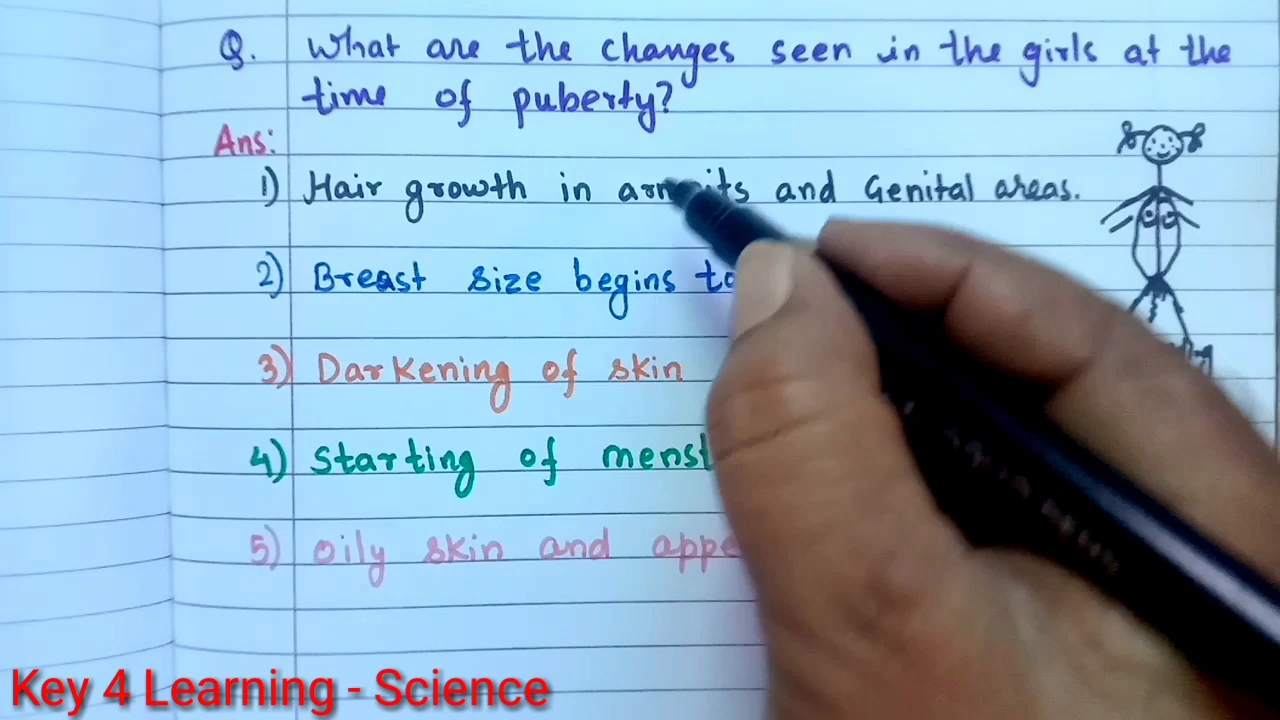 Q. What are the changes seen in the girls at the
time of puberty?
Ans:
1) Hair growth in armpits and Genital areas.
2) Breast size begins to
3) Darkening of skin
4) Starting of
5) Oily skin and
Key 4 Learning - Science